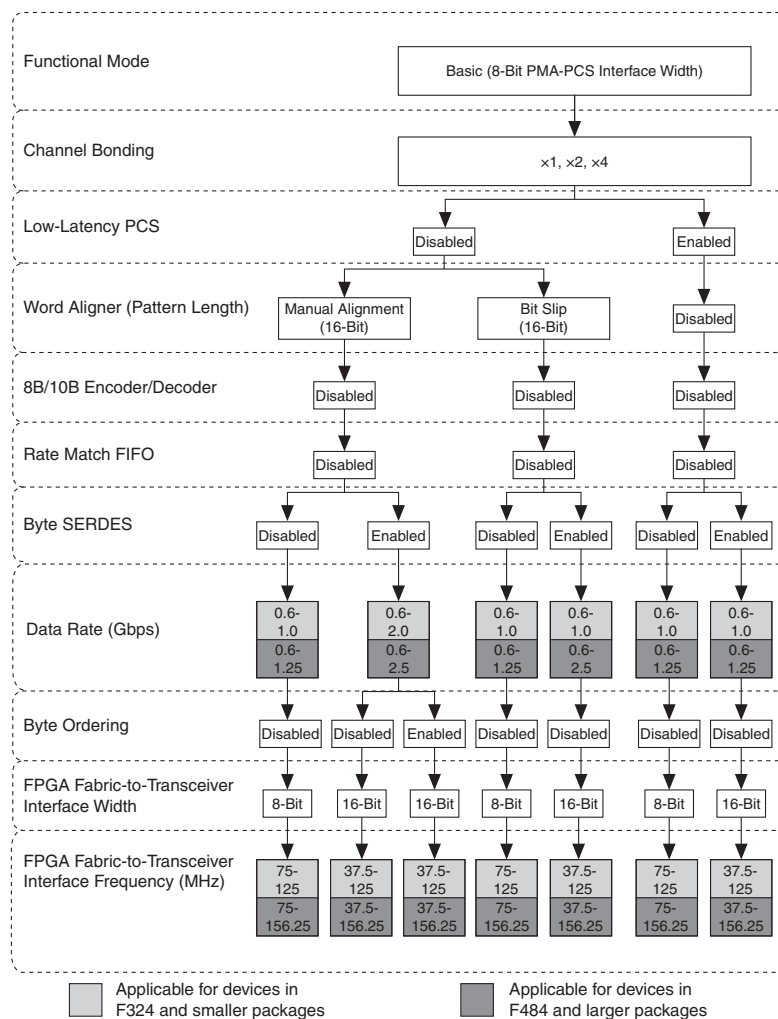 Functional Mode
Basic (8-Bit PMA-PCS Interface Width)
Channel Bonding
×1, ×2, ×4
Low-Latency PCS
Disabled
Enabled
Word Aligner (Pattern Length)
Manual Alignment
(16-Bit)
Bit Slip
(16-Bit)
Disabled
8B/10B Encoder/Decoder
Disabled
Disabled
Disabled
Rate Match FIFO
Disabled
Disabled
Disabled
Byte SERDES
Disabled
Enabled
Disabled
Enabled
Disabled
Enabled
Data Rate (Gbps)
0.6-
1.0
0.6-
1.25
0.6-
2.0
0.6-
2.5
0.6-
1.0
0.6-
1.25
0.6-
1.0
0.6-
2.5
0.6-
1.0
0.6-
1.25
0.6-
1.0
0.6-
1.25
Byte Ordering
Disabled
Disabled
Enabled
Disabled
Disabled
Disabled
Disabled
FPGA Fabric-to-Transceiver
Interface Width
8-Bit
16-Bit
16-Bit
8-Bit
16-Bit
8-Bit
16-Bit
FPGA Fabric-to-Transceiver
Interface Frequency (MHz)
75-
125
75-
156.25
37.5-
125
37.5-
156.25
37.5-
125
37.5-
156.25
75-
125
75-
156.25
37.5-
125
37.5-
156.25
75-
125
75-
156.25
37.5-
125
37.5-
156.25
Applicable for devices in
F324 and smaller packages
Applicable for devices in
F484 and larger packages